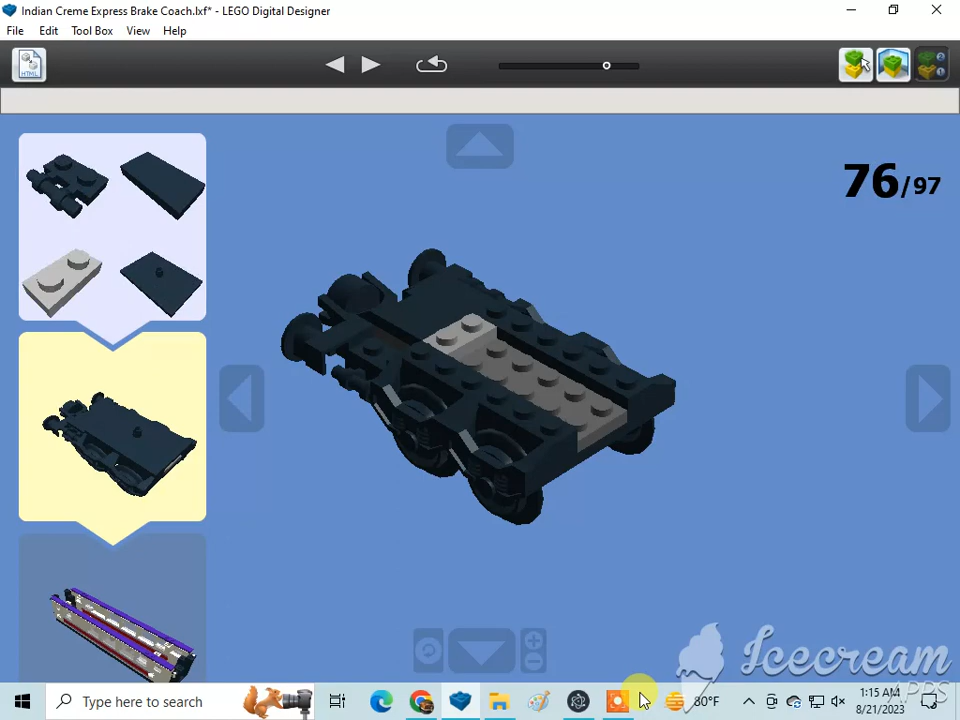 Indian Creme Express Brake Coach.lxf* - LEGO Digital Designer
File Edit Tool Box View Help
HTML
76/97
Icecream
APPS
Type here to search
80°F
1:15 AM
8/21/2023